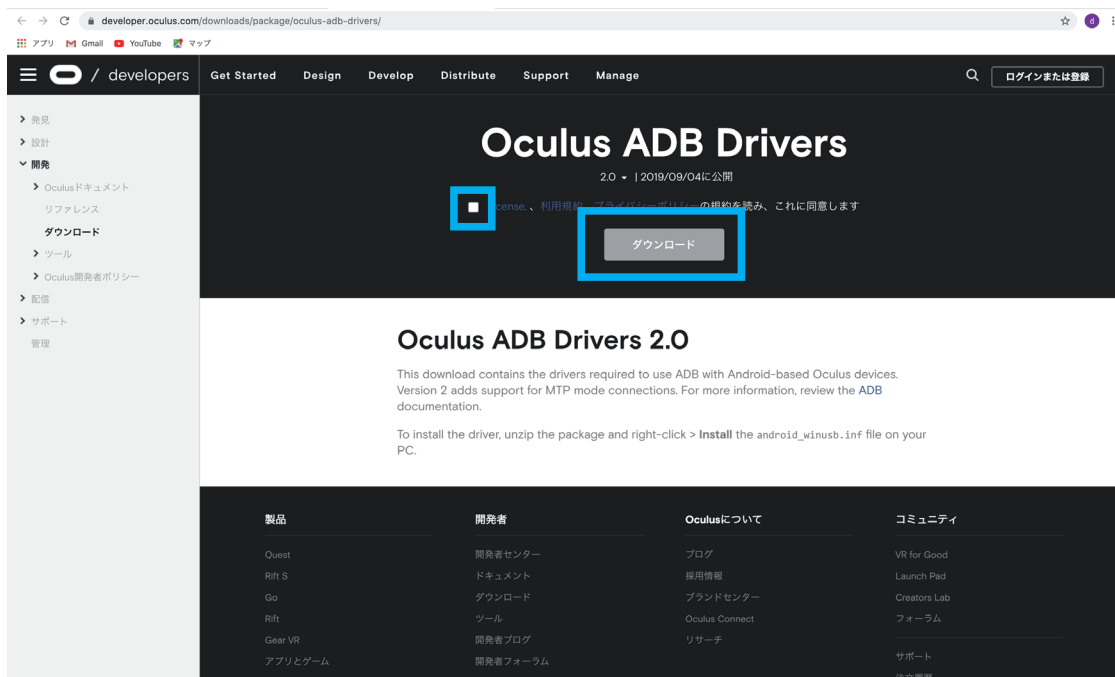 developer.oculus.com/downloads/package/oculus-adb-drivers/
d
アプリ Gmail YouTube マップ
/ developers Get Started Design Develop Distribute Support Manage ログインまたは登録
発見
設計
開発
Oculusドキュメント
リファレンス
ダウンロード
ツール
Oculus開発者ポリシー
配信
サポート
管理
Oculus ADB Drivers
2.0 | 2019/09/04に公開
cense. 、利用規約、プライバシーポリシーの規約を読み、これに同意します
ダウンロード
Oculus ADB Drivers 2.0
This download contains the drivers required to use ADB with Android-based Oculus devices.
Version 2 adds support for MTP mode connections. For more information, review the ADB
documentation.
To install the driver, unzip the package and right-click > Install the android_winusb.inf file on your
PC.
製品
Quest
Rift S
Go
Rift
Gear VR
アプリとゲーム
開発者
開発者センター
ドキュメント
ダウンロード
ツール
開発者ブログ
開発者フォーラム
Oculusについて
ブログ
採用情報
ブランドセンター
Oculus Connect
リサーチ
コミュニティ
VR for Good
Launch Pad
Creators Lab
フォーラム
サポート